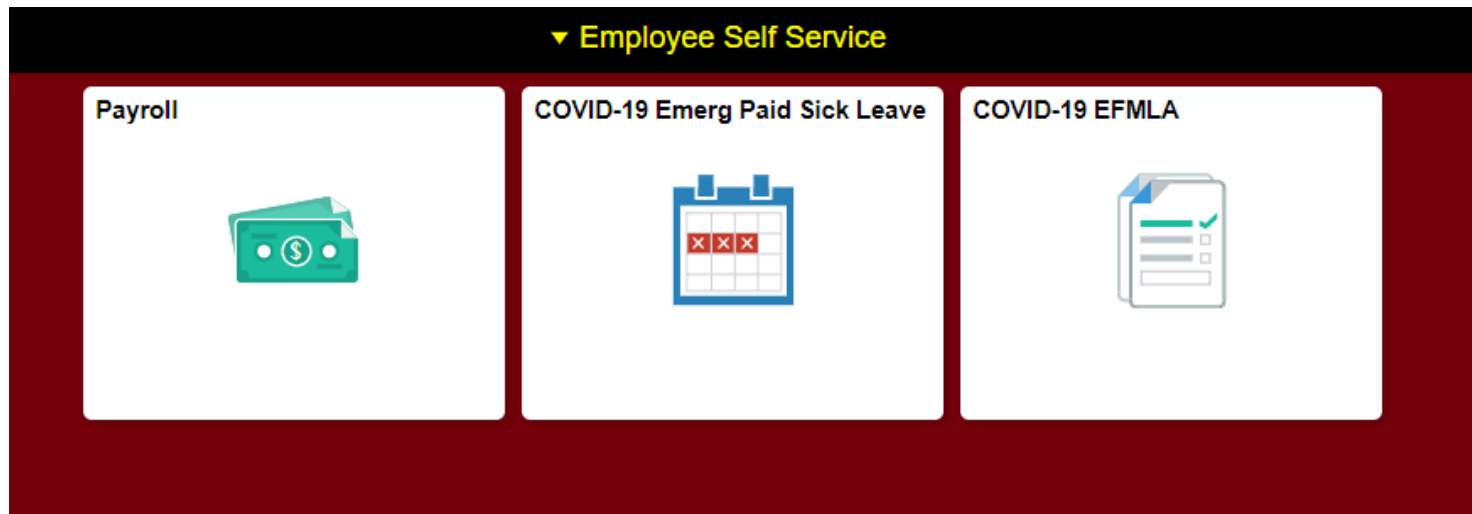 Employee Self Service
Payroll
COVID-19 Emerg Paid Sick Leave
COVID-19 EFMLA
$